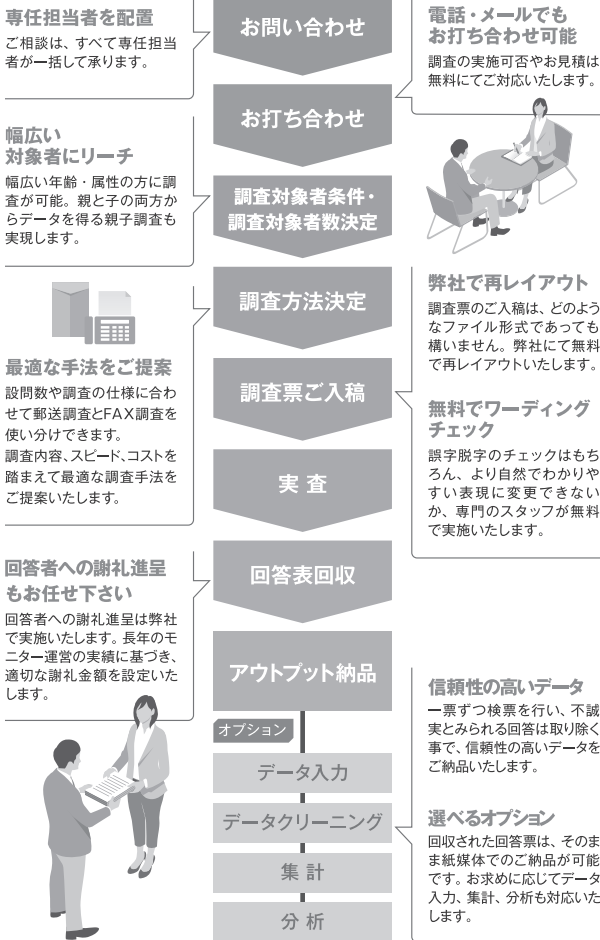 専任担当者を配置
ご相談は、すべて専任担当
者が一括して承ります。
お問い合わせ
電話・メールでも
お打ち合わせ可能
調査の実施可否やお見積は
無料にてご対応いたします。
お打ち合わせ
幅広い
対象者にリーチ
幅広い年齢・属性の方に調
査が可能。親と子の両方か
らデータを得る親子調査も
実現します。
調査対象者条件・
調査対象者数決定
調査方法決定
最適な手法をご提案
設問数や調査の仕様に合わ
せて郵送調査とFAX調査を
使い分けできます。
調査内容、スピード、コストを
踏まえて最適な調査手法を
ご提案いたします。
調査票ご入稿
弊社で再レイアウト
調査票のご入稿は、どのよう
なファイル形式であっても
構いません。弊社にて無料
で再レイアウトいたします。
無料でワーディング
チェック
誤字脱字のチェックはもち
ろん、より自然でわかりや
すい表現に変更できない
か、専門のスタッフが無料
で実施いたします。
実 査
回答表回収
回答者への謝礼進呈
もお任せ下さい
回答者への謝礼進呈は弊社
で実施いたします。長年のモ
ニター運営の実績に基づき、
適切な謝礼金額を設定いた
します。
アウトプット納品
オプション
データ入力
データクリーニング
集 計
分 析
信頼性の高いデータ
一票ずつ検票を行い、不誠
実とみられる回答は取り除く
事で、信頼性の高いデータを
ご納品いたします。
選べるオプション
回収された回答票は、そのま
ま紙媒体でのご納品が可能
です。お求めに応じてデータ
入力、集計、分析も対応いた
します。